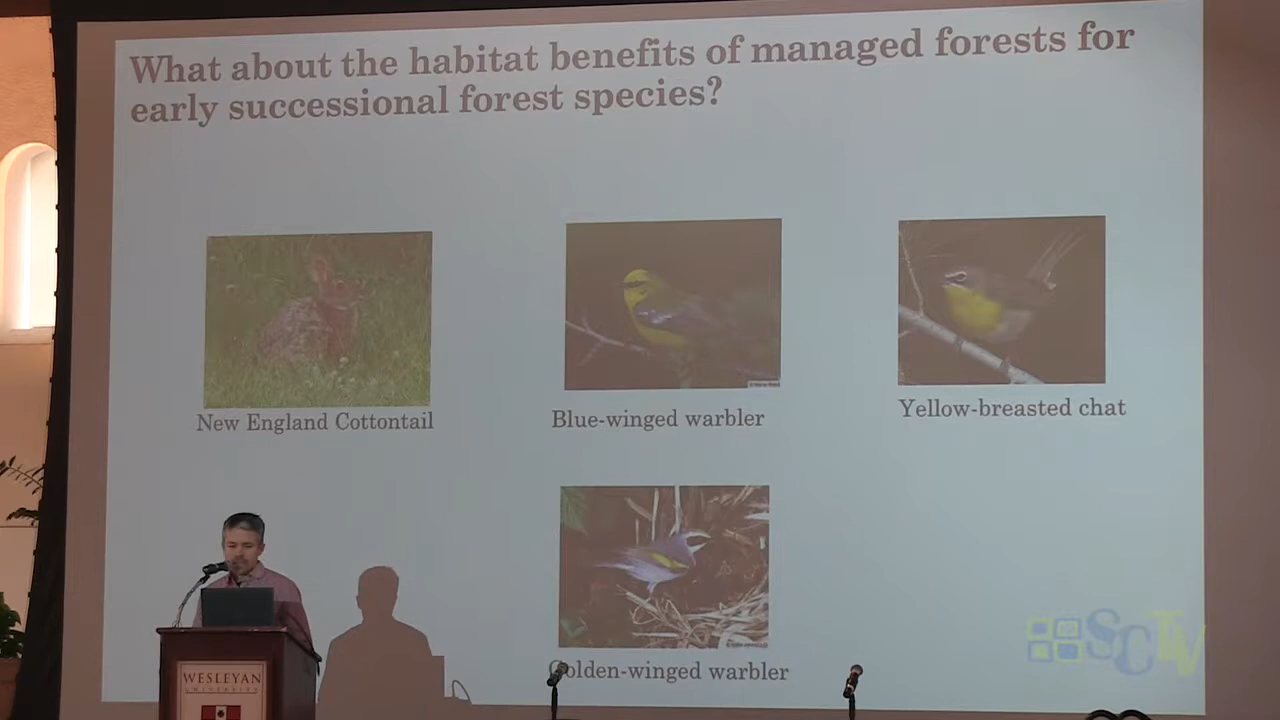 What about the habitat benefits of managed forests for
early successional forest species?
New England Cottontail
Blue-winged warbler
Yellow-breasted chat
Golden-winged warbler
WESLEYAN
UNIVERSITY
SCTV